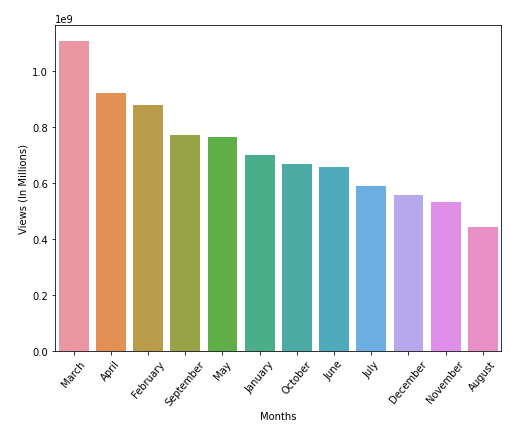 1e9
1.0
0.8
0.6
0.4
0.2
0.0
Views (In Millions)
March
April
February
September
May
January
October
June
July
December
November
August
Months